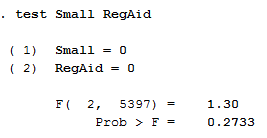 . test Small RegAid
( 1) Small = 0
( 2) RegAid = 0
F( 2, 5397) = 1.30
Prob > F = 0.2733